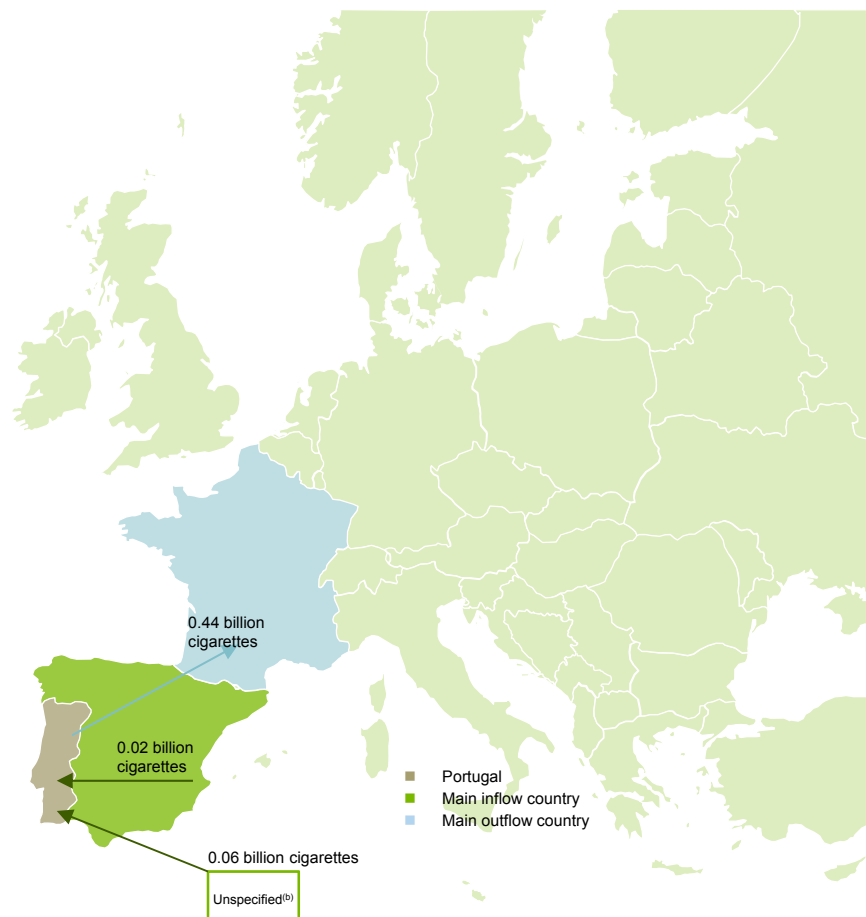 0.44 billion
cigarettes
0.02 billion
cigarettes
Portugal
Main inflow country
Main outflow country
0.06 billion cigarettes
Unspecified(b)